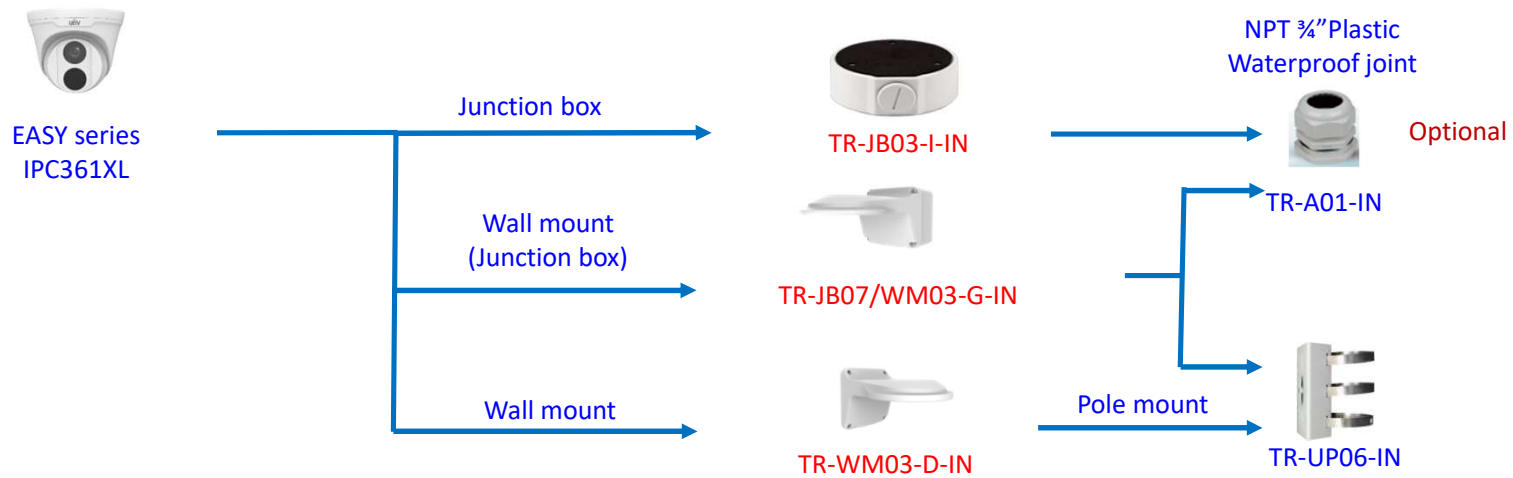 unv
EASY series
IPC361XL
Junction box
TR-JB03-I-IN
NPT ¾”Plastic
Waterproof joint
Optional
TR-A01-IN
Wall mount
(Junction box)
TR-JB07/WM03-G-IN
Wall mount
TR-WM03-D-IN
Pole mount
TR-UP06-IN